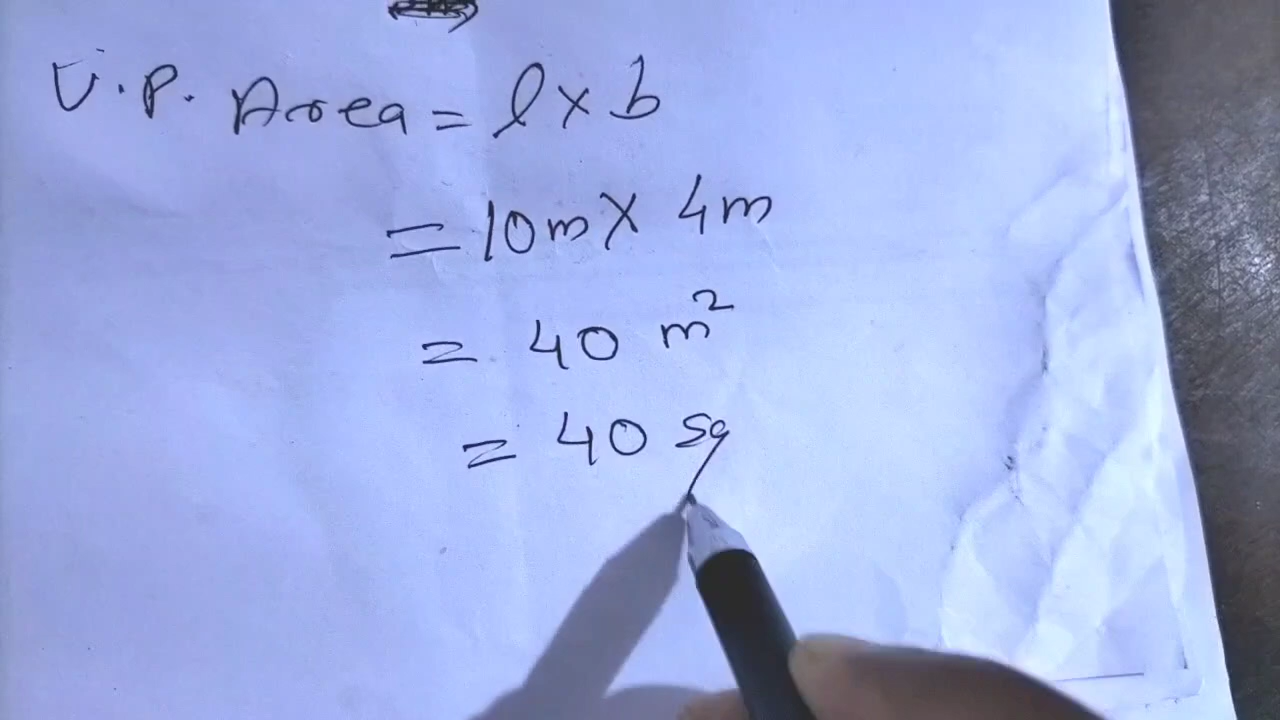 U.P. Area = l x b
= 10m X 4m
= 40 m²
= 40 sq